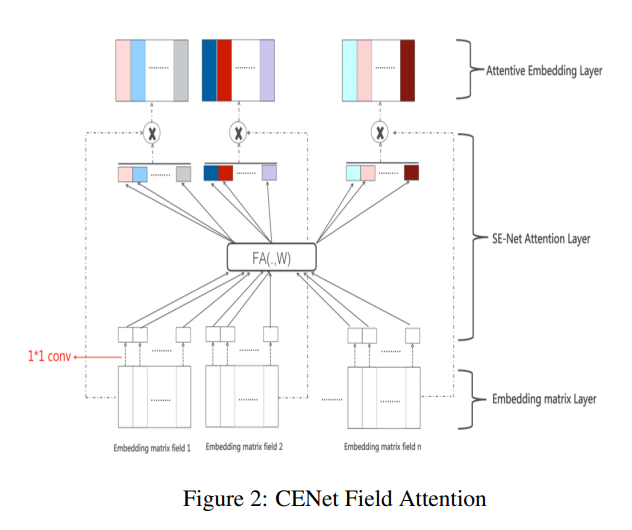 Attentive Embedding Layer
X X X
SE-Net Attention Layer
FA(.,W)
1*1 conv
Embedding matrix Layer
Embedding matrix field 1 Embedding matrix field 2 Embedding matrix field n
Figure 2: CENet Field Attention